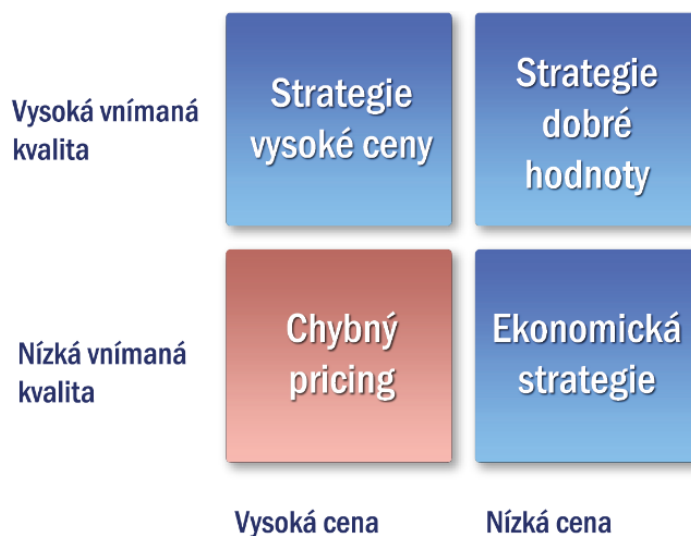 Vysoká vnímaná
kvalita
Strategie
vysoké ceny
Strategie
dobré
hodnoty
Nízká vnímaná
kvalita
Chybný
pricing
Ekonomická
strategie
Vysoká cena
Nízká cena